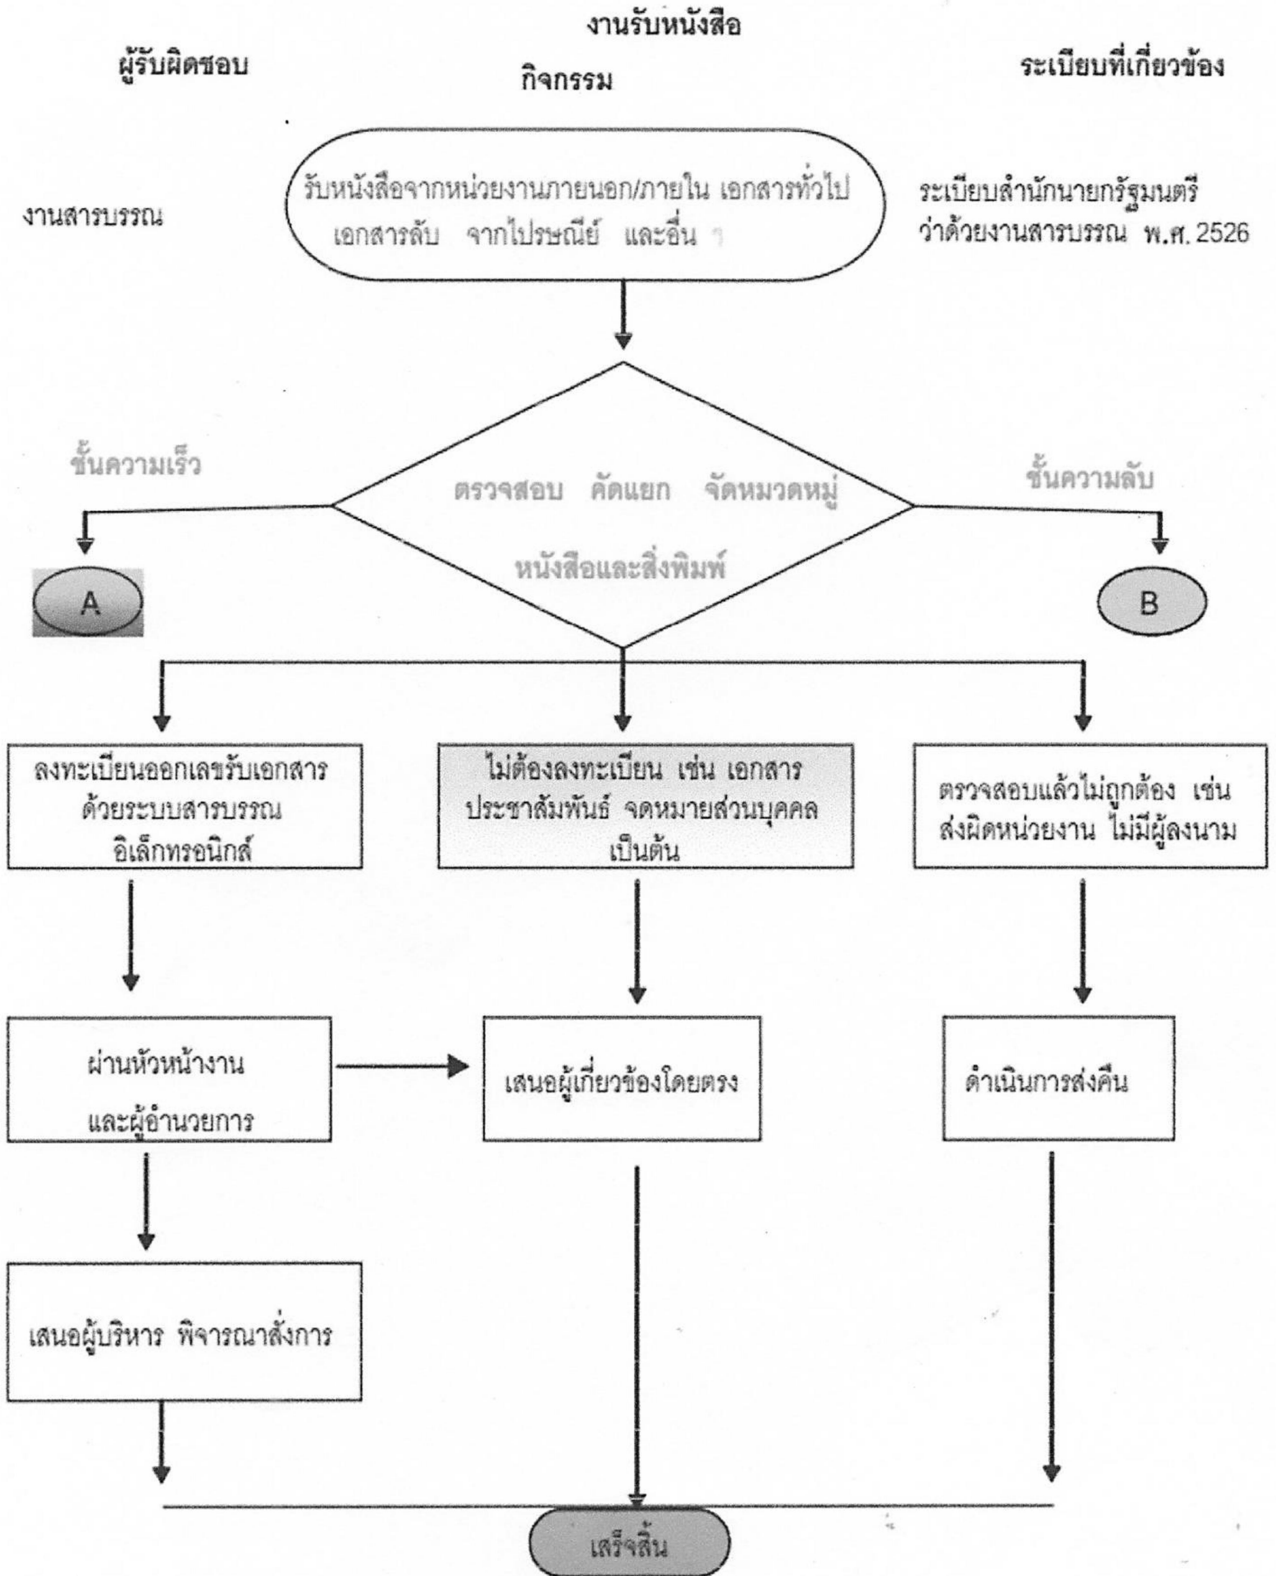 งานรับหนังสือ
ผู้รับผิดชอบ
กิจกรรม
ระเบียบที่เกี่ยวข้อง
งานสารบรรณ
รับหนังสือจากหน่วยงานภายนอก/ภายใน เอกสารทั่วไป
เอกสารลับ จากไปรษณีย์ และอื่น ๆ
ระเบียบสำนักนายกรัฐมนตรี
ว่าด้วยงานสารบรรณ พ.ศ. 2526
ชั้นความเร็ว
ตรวจสอบ คัดแยก จัดหมวดหมู่
หนังสือและสิ่งพิมพ์
ชั้นความลับ
A
B
ลงทะเบียนออกเลขรับเอกสาร
ด้วยระบบสารบรรณ
อิเล็กทรอนิกส์
ไม่ต้องลงทะเบียน เช่น เอกสาร
ประชาสัมพันธ์ จดหมายส่วนบุคคล
เป็นต้น
ตรวจสอบแล้วไม่ถูกต้อง เช่น
ส่งผิดหน่วยงาน ไม่มีผู้ลงนาม
ผ่านหัวหน้างาน
และผู้อำนวยการ
เสนอผู้เกี่ยวข้องโดยตรง
ดำเนินการส่งคืน
เสนอผู้บริหาร พิจารณาสั่งการ
เสร็จสิ้น